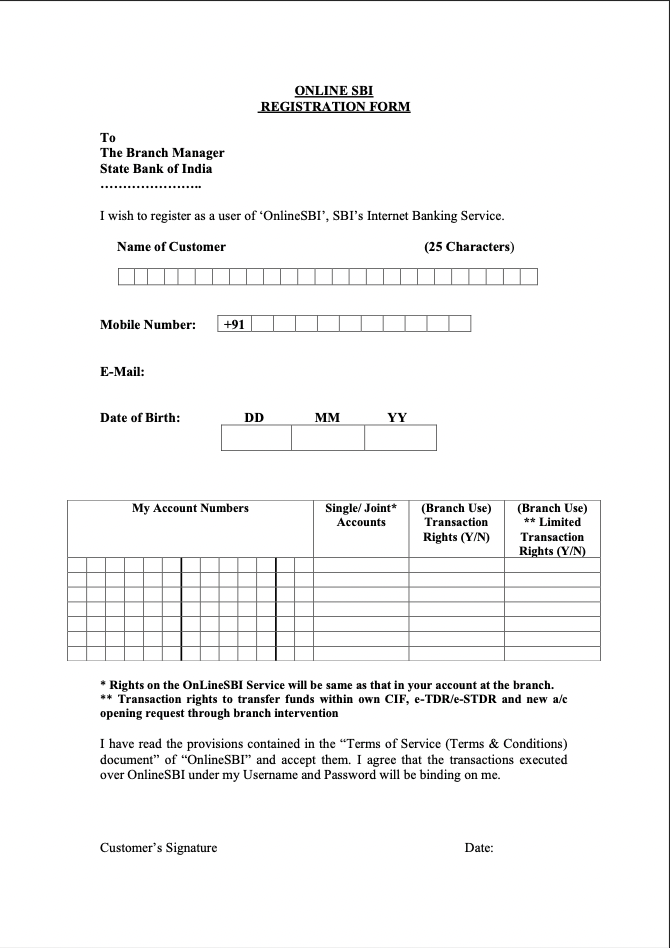 ONLINE SBI
REGISTRATION FORM
To
The Branch Manager
State Bank of India
…………………..
I wish to register as a user of ‘OnlineSBI’, SBI’s Internet Banking Service.
Name of Customer (25 Characters)
Mobile Number: +91
E-Mail:
Date of Birth: DD MM YY
My Account Numbers
Single/ Joint*
Accounts
(Branch Use)
Transaction
Rights (Y/N)
(Branch Use)
** Limited
Transaction
Rights (Y/N)
* Rights on the OnLineSBI Service will be same as that in your account at the branch.
** Transaction rights to transfer funds within own CIF, e-TDR/e-STDR and new a/c
opening request through branch intervention
I have read the provisions contained in the “Terms of Service (Terms & Conditions)
document” of “OnlineSBI” and accept them. I agree that the transactions executed
over OnlineSBI under my Username and Password will be binding on me.
Customer’s Signature Date: